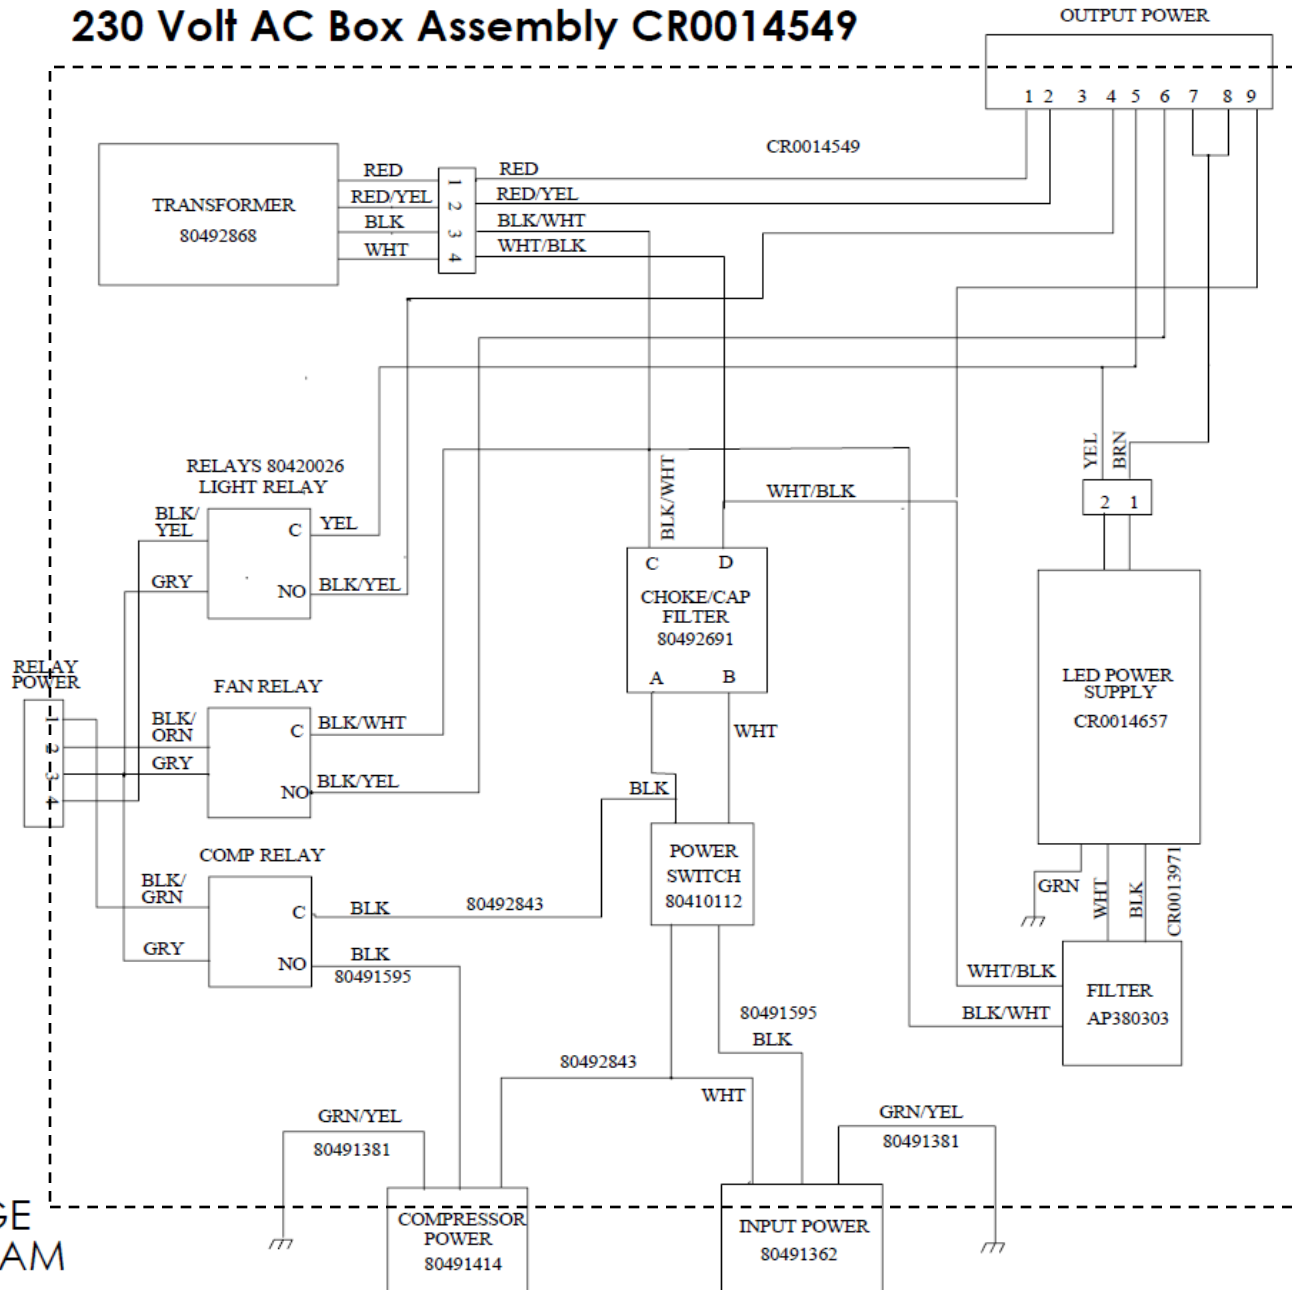 230 Volt AC Box Assembly CR0014549
OUTPUT POWER
1 2 3 4 5 6 7 8 9
CR0014549
TRANSFORMER
80492868
RED
RED/YEL
BLK
WHT
1
2
3
4
RED
RED/YEL
BLK/WHT
WHT/BLK
RELAYS 80420026
LIGHT RELAY
BLK/
YEL
GRY
C
NO
YEL
BLK/YEL
BLK/WHT
WHT/BLK
YEL
BRN
2 1
C D
CHOKE/CAP
FILTER
80492691
A B
LED POWER
SUPPLY
CR0014657
RELAY
POWER
1
2
3
4
FAN RELAY
BLK/
ORN
GRY
C
NO
BLK/WHT
BLK/YEL
WHT
BLK
POWER
SWITCH
80410112
COMP RELAY
BLK/
GRN
GRY
C
NO
BLK
80492843
BLK
80491595
GRN
WHT
BLK
CR0013971
WHT/BLK
BLK/WHT
FILTER
AP380303
80491595
BLK
80492843
WHT
GRN/YEL
80491381
GRN/YEL
80491381
COMPRESSOR
POWER
80491414
INPUT POWER
80491362
GE
AM